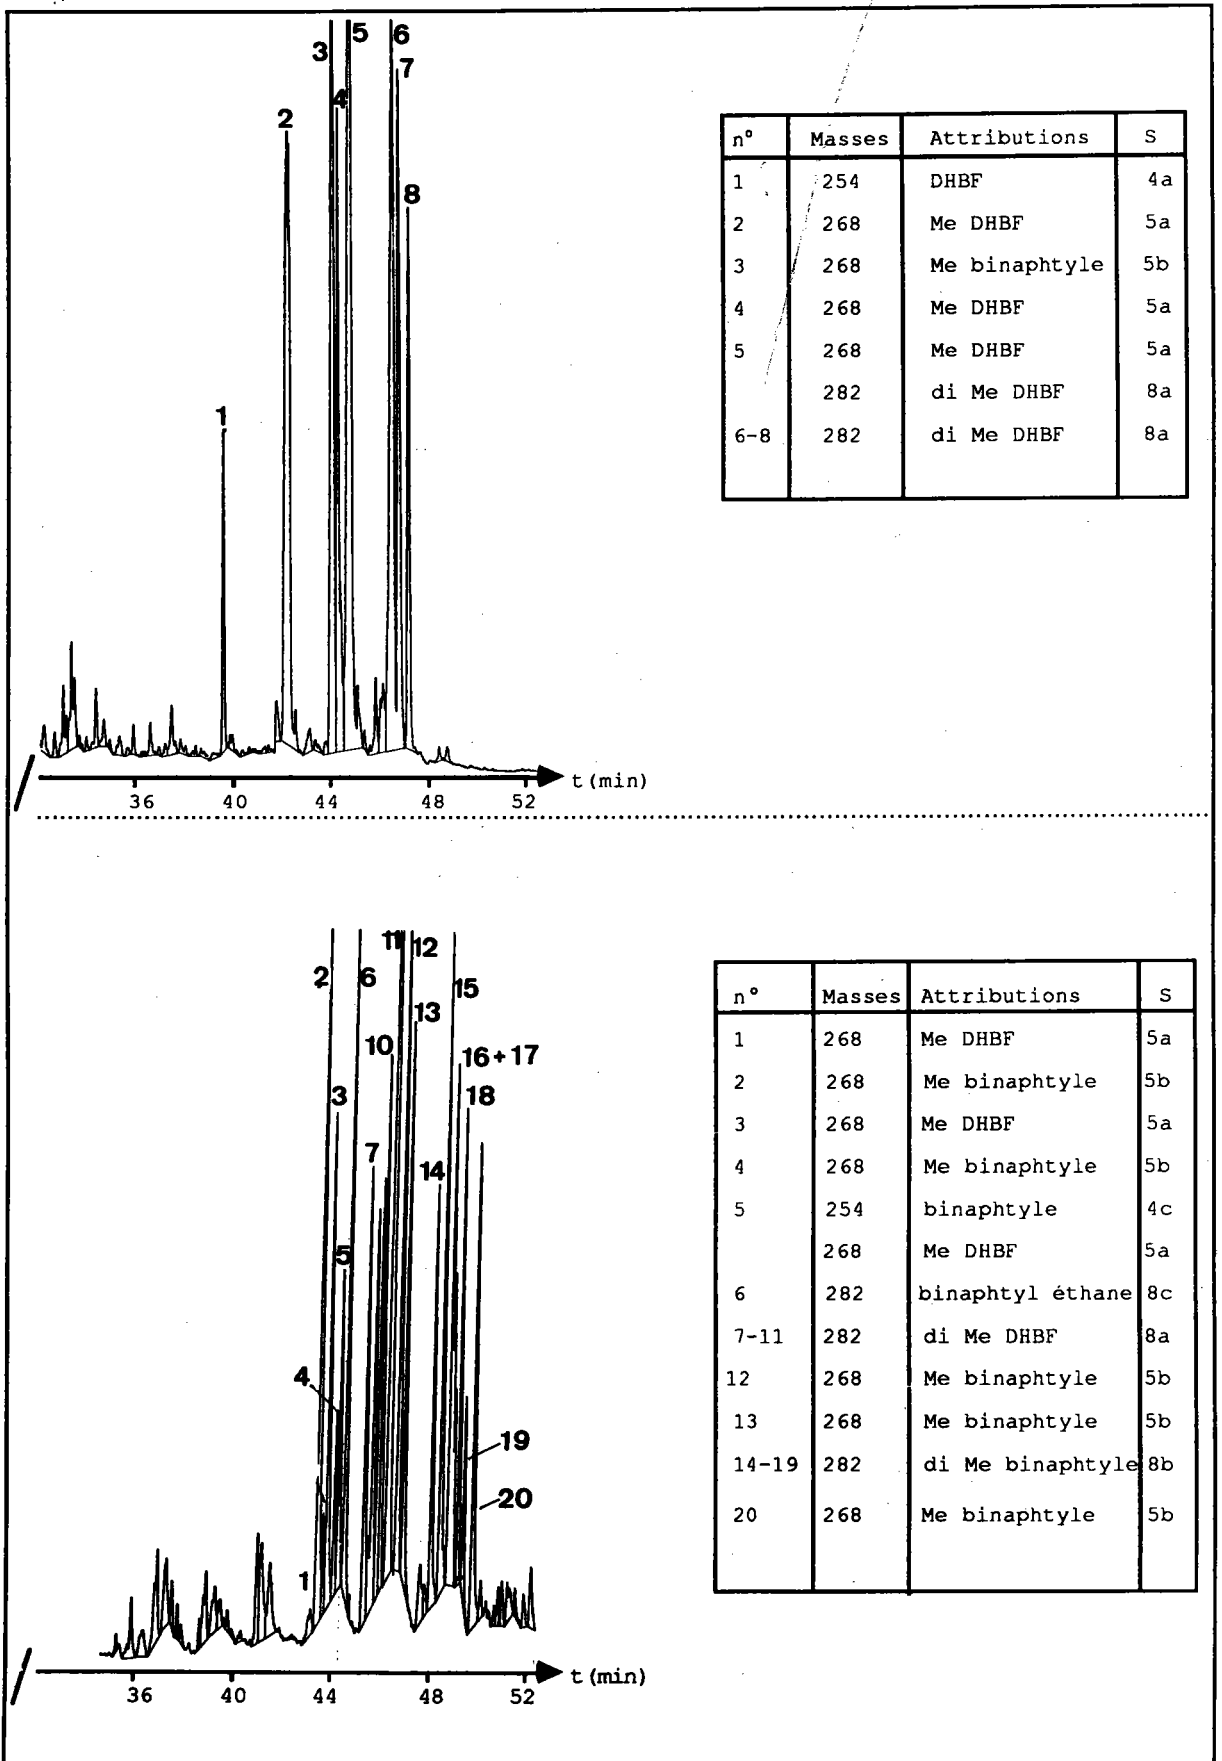 3 5 6
7
4
2
8
1
36 40 44 48 52 t (min)
n° Masses Attributions S
1 254 DHBF 4a
2 268 Me DHBF 5a
3 268 Me binaphtyle 5b
4 268 Me DHBF 5a
5 268 Me DHBF 5a
282 di Me DHBF 8a
6-8 282 di Me DHBF 8a
11 12
2 6 15
13
10 16+17
3 18
7
14
5
4
19
20
1
36 40 44 48 52 t (min)
n° Masses Attributions S
1 268 Me DHBF 5a
2 268 Me binaphtyle 5b
3 268 Me DHBF 5a
4 268 Me binaphtyle 5b
5 254 binaphtyle 4c
268 Me DHBF 5a
6 282 binaphtyl éthane 8c
7-11 282 di Me DHBF 8a
12 268 Me binaphtyle 5b
13 268 Me binaphtyle 5b
14-19 282 di Me binaphtyle 8b
20 268 Me binaphtyle 5b